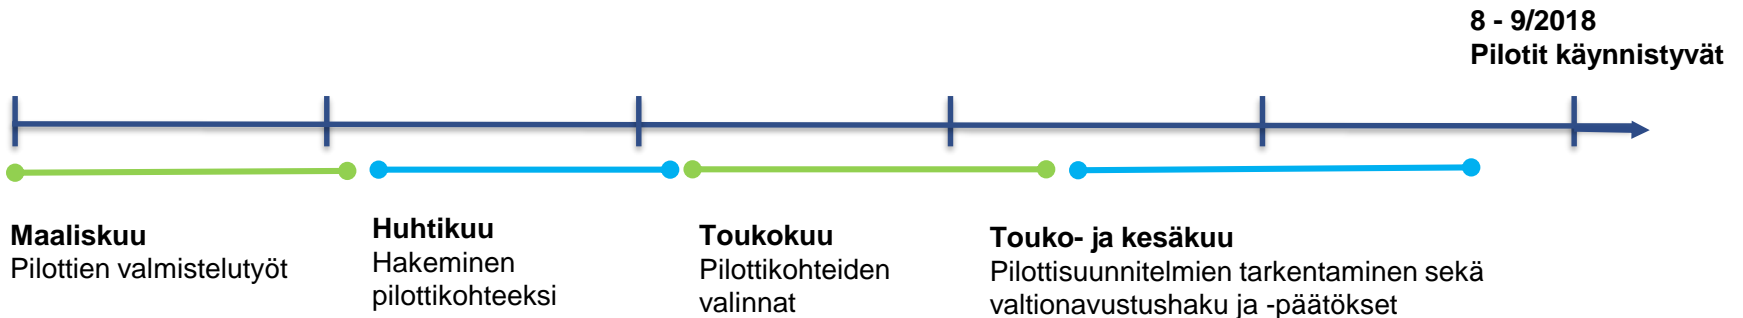 8 - 9/2018
Pilotit käynnistyvät
Maaliskuu
Pilottien valmistelutyöt
Huhtikuu
Hakeminen
pilottikohteeksi
Toukokuu
Pilottikohteiden
valinnat
Touko- ja kesäkuu
Pilottisuunnitelmien tarkentaminen sekä
valtionavustushaku ja -päätökset